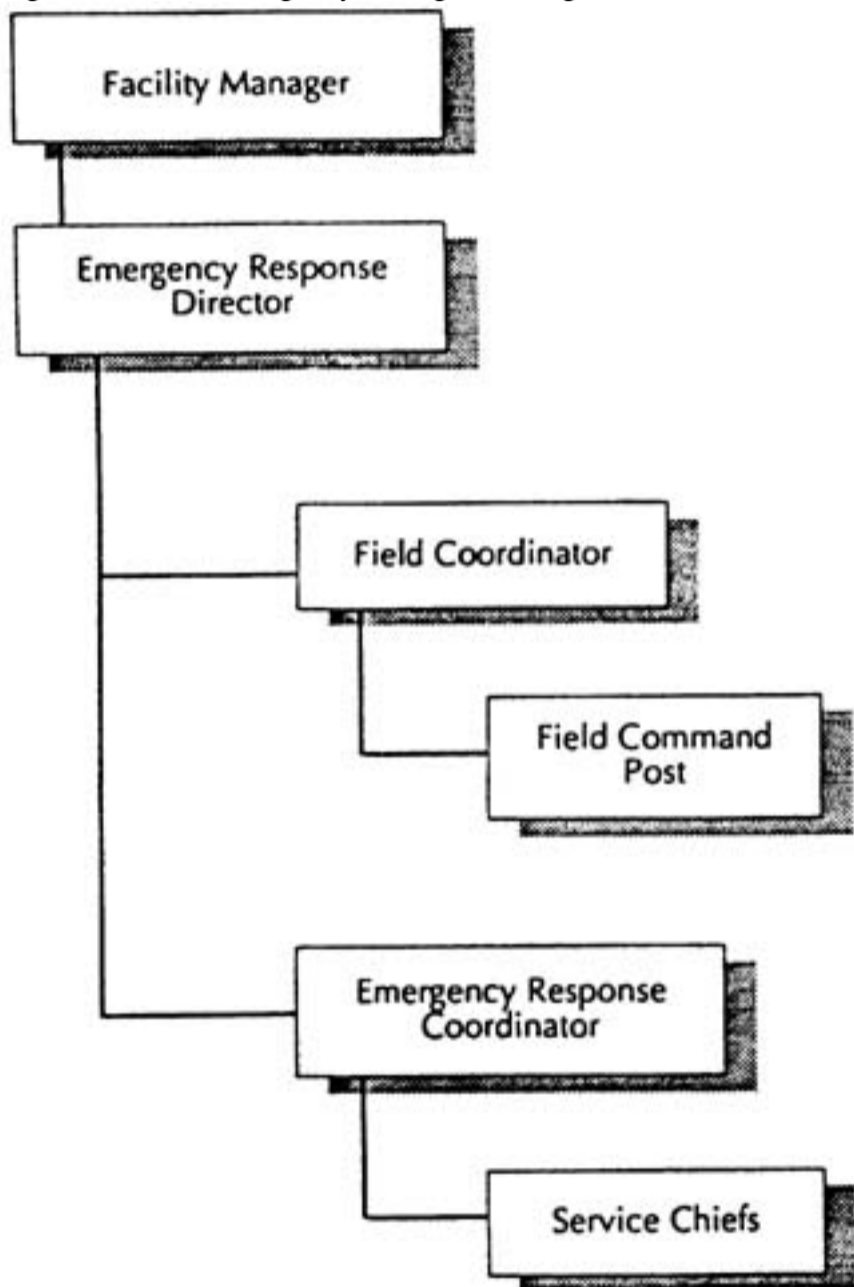 Facility Manager
Emergency Response
Director
Field Coordinator
Field Command
Post
Emergency Response
Coordinator
Service Chiefs